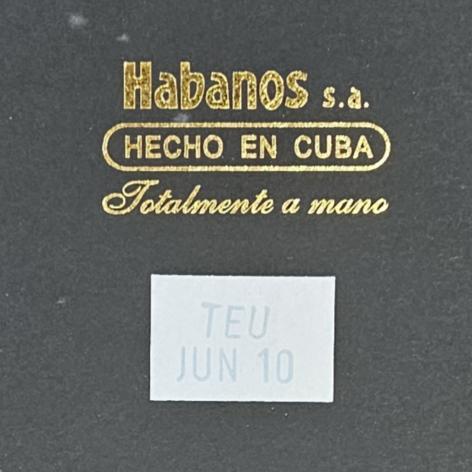 Habanos s.a.
HECHO EN CUBA
Totalmente a mano
TEU
JUN 10